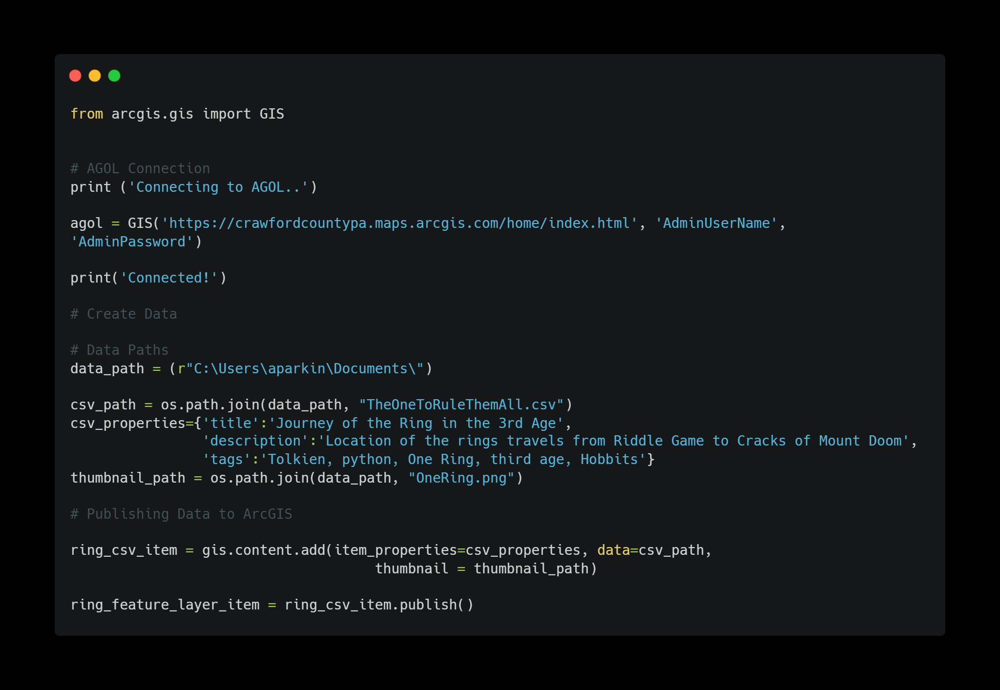 from arcgis.gis import GIS
# AGOL Connection
print ('Connecting to AGOL..')
agol = GIS('https://crawfordcountypa.maps.arcgis.com/home/index.html', 'AdminUserName',
'AdminPassword')
print('Connected!')
# Create Data
# Data Paths
data_path = (r"C:\Users\aparkin\Documents\")
csv_path = os.path.join(data_path, "TheOneToRuleThemAll.csv")
csv_properties={'title':'Journey of the Ring in the 3rd Age',
                'description':'Location of the rings travels from Riddle Game to Cracks of Mount Doom',
                'tags':'Tolkien, python, One Ring, third age, Hobbits'}
thumbnail_path = os.path.join(data_path, "OneRing.png")
# Publishing Data to ArcGIS
ring_csv_item = gis.content.add(item_properties=csv_properties, data=csv_path,
                                     thumbnail = thumbnail_path)
ring_feature_layer_item = ring_csv_item.publish()